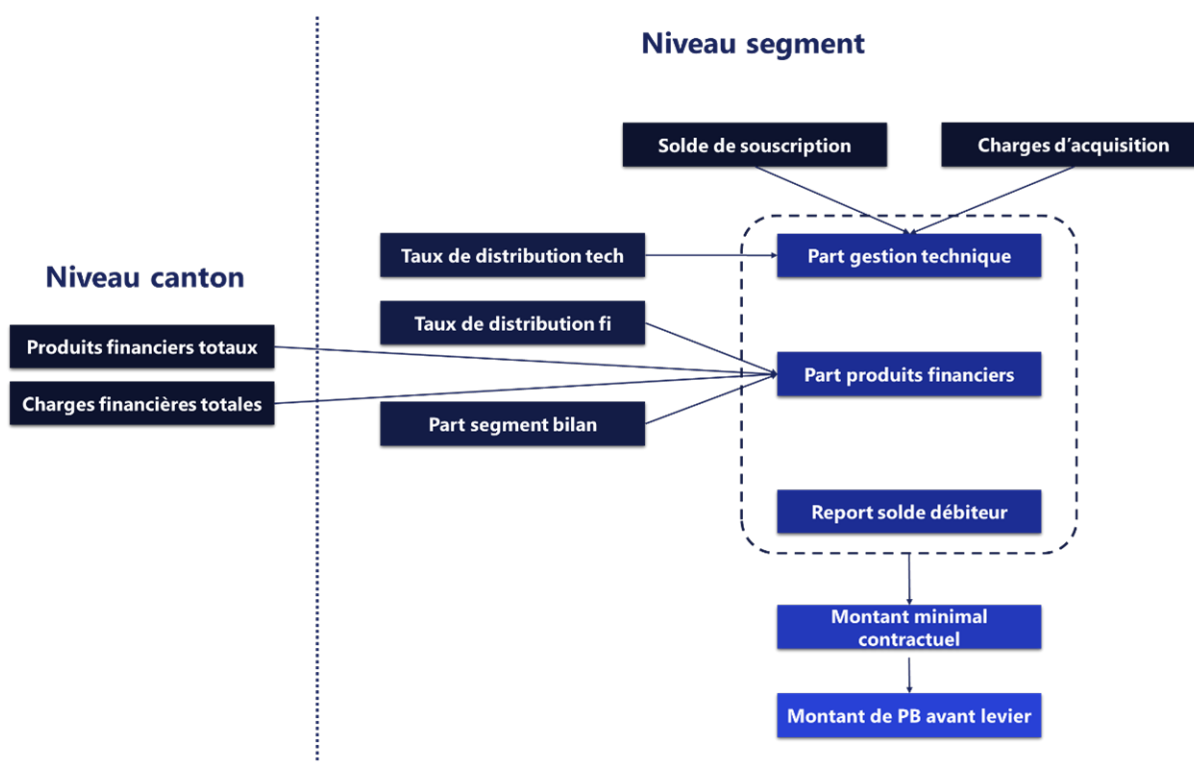 Niveau segment
Solde de souscription
Charges d'acquisition
Taux de distribution tech
Part gestion technique
Niveau canton
Taux de distribution fi
Produits financiers totaux
Part produits financiers
Charges financières totales
Part segment bilan
Report solde débiteur
Montant minimal
contractuel
Montant de PB avant levier